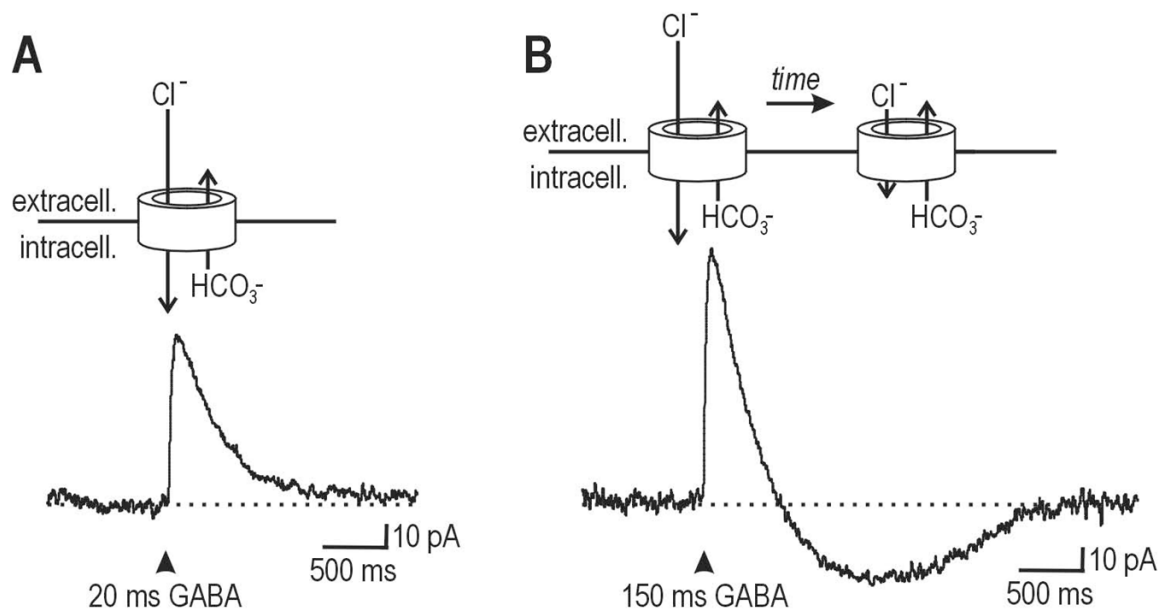 A
Cl⁻
extracell.
intracell.
HCO₃-
10 pA
500 ms
20 ms GABA
B
Cl⁻
time
Cl⁻
extracell.
intracell.
HCO₃-
HCO₃-
10 pA
500 ms
150 ms GABA